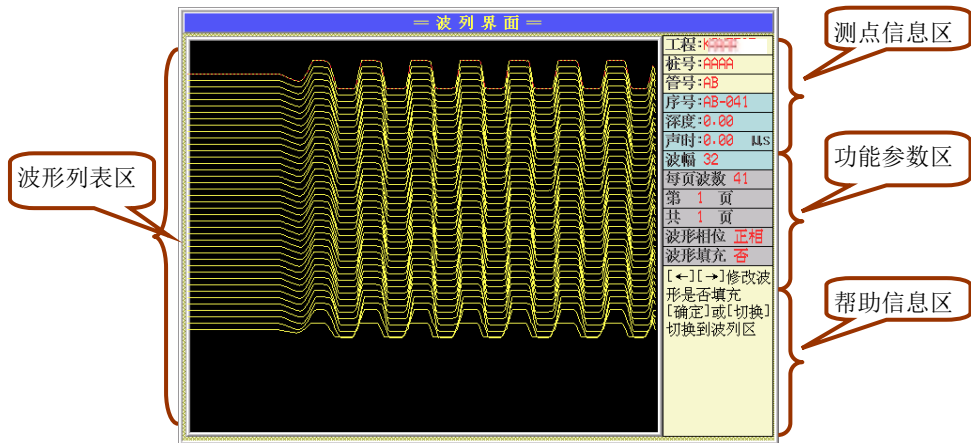 ＝ 波 列 界 面 ＝
波形列表区
工程:
桩号:AAAA
管号:AB
序号:AB-041
深度:0.00
声时:0.00 μs
波幅 32
每页波数 41
第 1 页
共 1 页
波形相位 正相
波形填充 否
[←][→]修改波
形是否填充
[确定]或[切换]
切换到波列区
测点信息区
功能参数区
帮助信息区